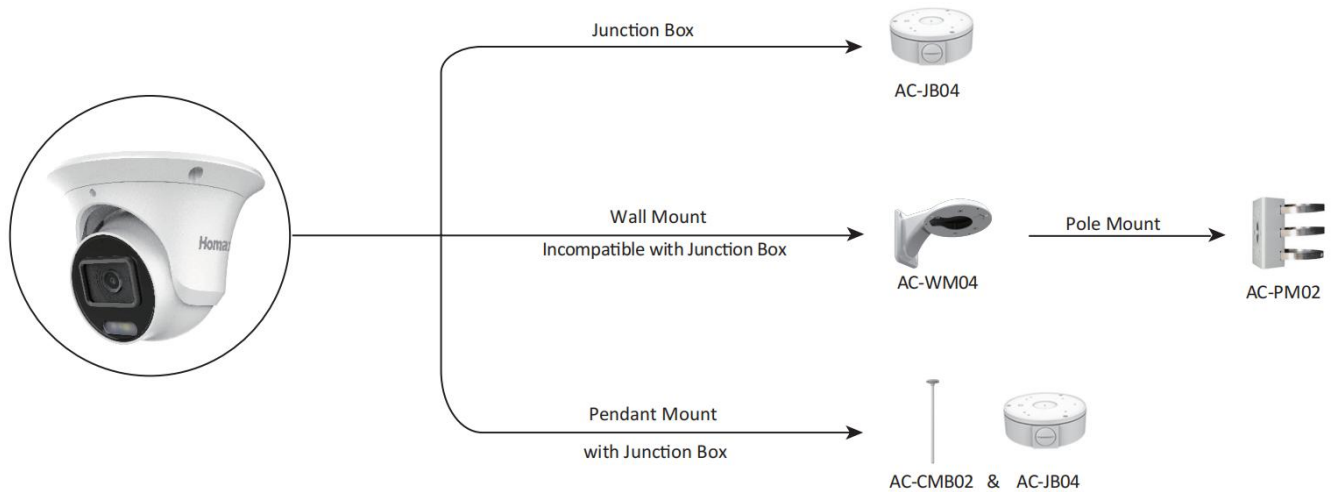 Junction Box
AC-JB04
Wall Mount
Incompatible with Junction Box
AC-WM04
Pole Mount
AC-PM02
Pendant Mount
with Junction Box
AC-CMB02 & AC-JB04